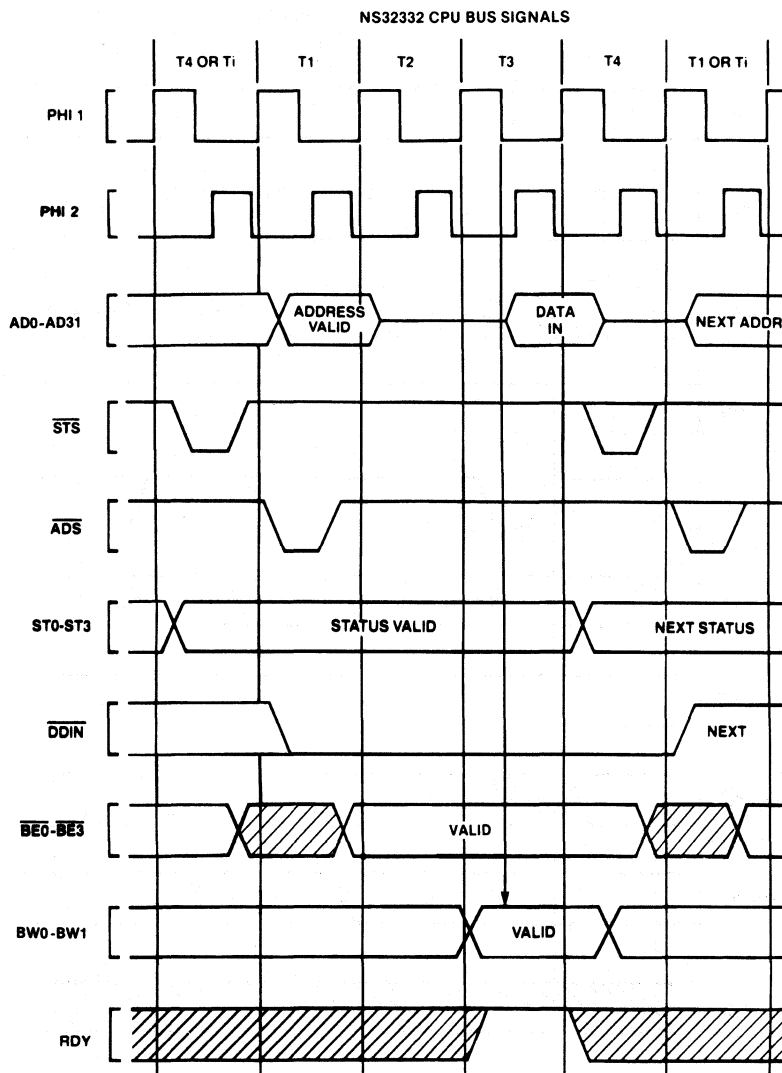 NS32332 CPU BUS SIGNALS
T4 OR Ti
T1
T2
T3
T4
T1 OR Ti
PHI 1
PHI 2
AD0-AD31
ADDRESS
VALID
DATA
IN
NEXT ADDR
STS
ADS
ST0-ST3
STATUS VALID
NEXT STATUS
DDIN
NEXT
BE0-BE3
VALID
BW0-BW1
VALID
RDY